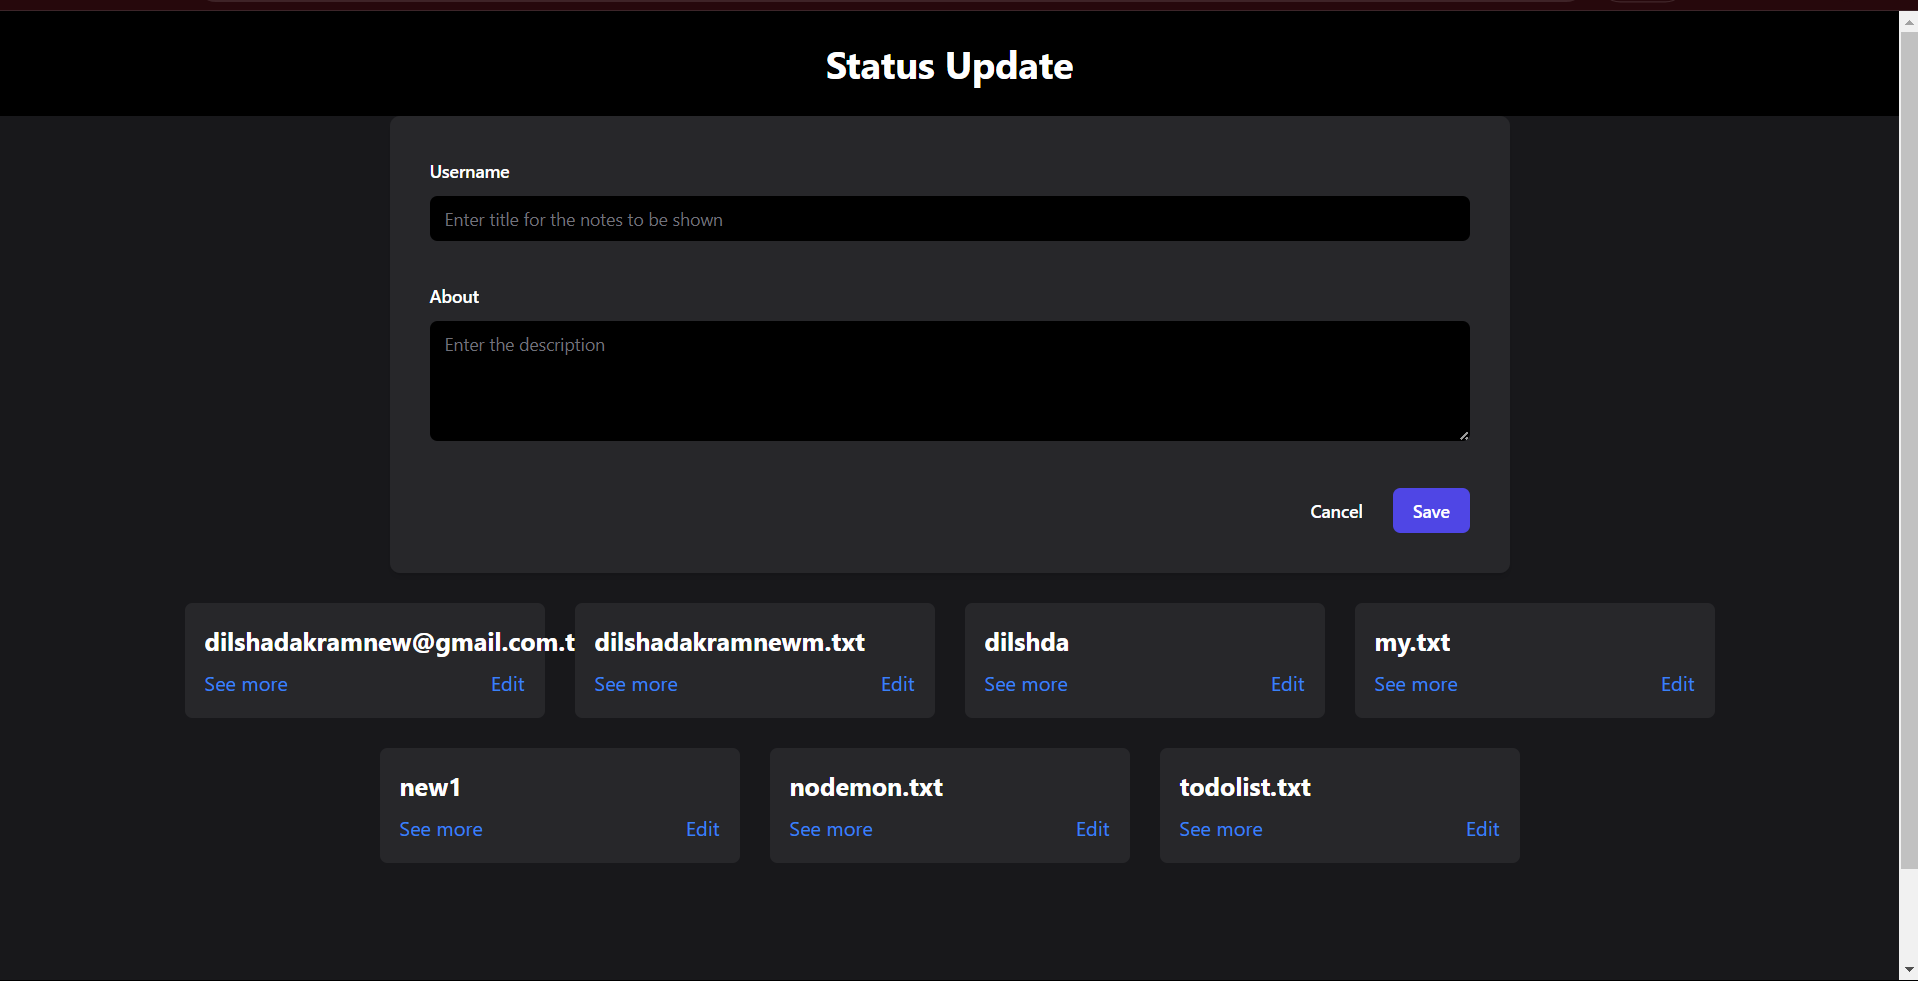 Status Update
Username
Enter title for the notes to be shown
About
Enter the description
Cancel Save
dilshadakramnew@gmail.com.t dilshadakramnewm.txt dilshda my.txt
See more Edit See more Edit See more Edit See more Edit
new1 nodemon.txt todolist.txt
See more Edit See more Edit See more Edit